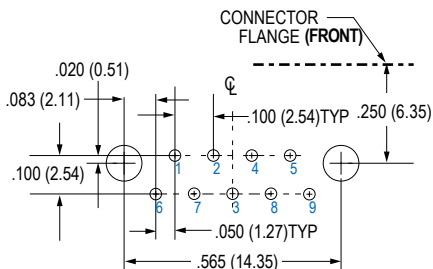 CONNECTOR
FLANGE (FRONT)
.020 (0.51)
.083 (2.11)
℄
.100 (2.54)TYP
.250 (6.35)
1 2 4 5
.100 (2.54)
6 7 3 8 9
.050 (1.27)TYP
.565 (14.35)